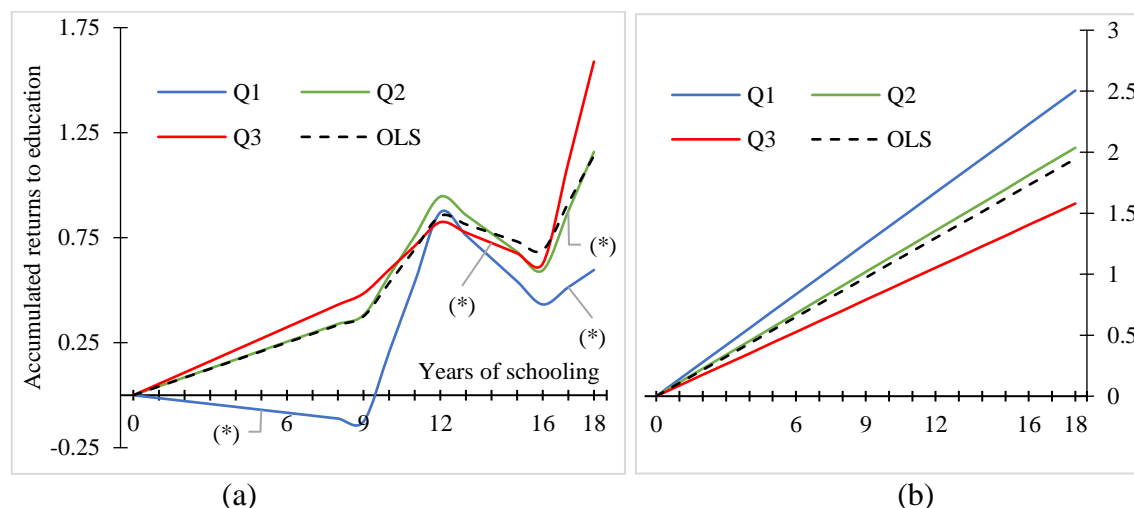 1.75
1.25
0.75
0.25
-0.25
Accumulated returns to education
Q1 Q2
Q3 OLS
(*)
(*)
(*)
(*)
Years of schooling
0 6 9 12 16 18
(a)
3
2.5
2
1.5
1
0.5
0
Q1 Q2
Q3 OLS
0 6 9 12 16 18
(b)